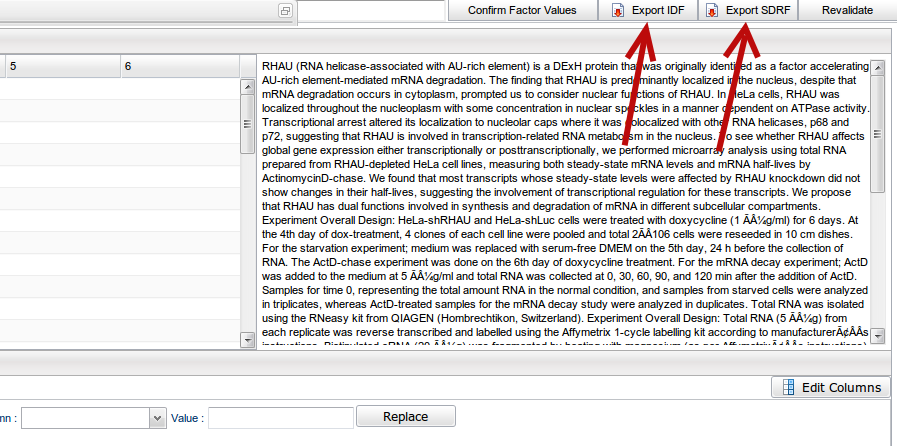 Confirm Factor Values Export IDF Export SDRF Revalidate
5 6
RHAU (RNA helicase-associated with AU-rich element) is a DExH protein that was originally identified as a factor accelerating
AU-rich element-mediated mRNA degradation. The finding that RHAU is predominantly localized in the nucleus, despite that
mRNA degradation occurs in cytoplasm, prompted us to consider nuclear functions of RHAU. In HeLa cells, RHAU was
localized throughout the nucleoplasm with some concentration in nuclear speckles in a manner dependent on ATPase activity.
Transcriptional arrest altered its localization to nucleolar caps where it was colocalized with other RNA helicases, p68 and
p72, suggesting that RHAU is involved in transcription-related RNA metabolism in the nucleus. To see whether RHAU affects
global gene expression either transcriptionally or posttranscriptionally, we performed microarray analysis using total RNA
prepared from RHAU-depleted HeLa cell lines, measuring both steady-state mRNA levels and mRNA half-lives by
ActinomycinD-chase. We found that most transcripts whose steady-state levels were affected by RHAU knockdown did not
show changes in their half-lives, suggesting the involvement of transcriptional regulation for these transcripts. We propose
that RHAU has dual functions involved in synthesis and degradation of mRNA in different subcellular compartments.
Experiment Overall Design: HeLa-shRHAU and HeLa-shLuc cells were treated with doxycycline (1 ÃÂ¼g/ml) for 6 days. At
the 4th day of dox-treatment, 4 clones of each cell line were pooled and total 2ÃÂ106 cells were reseeded in 10 cm dishes.
For the starvation experiment; medium was replaced with serum-free DMEM on the 5th day, 24 h before the collection of
RNA. The ActD-chase experiment was done on the 6th day of doxycycline treatment. For the mRNA decay experiment; ActD
was added to the medium at 5 ÃÂ¼g/ml and total RNA was collected at 0, 30, 60, 90, and 120 min after the addition of ActD.
Samples for time 0, representing the total amount RNA in the normal condition, and samples from starved cells were analyzed
in triplicates, whereas ActD-treated samples for the mRNA decay study were analyzed in duplicates. Total RNA was isolated
using the RNeasy kit from QIAGEN (Hombrechtikon, Switzerland). Experiment Overall Design: Total RNA (5 ÃÂ¼g) from
each replicate was reverse transcribed and labelled using the Affymetrix 1-cycle labelling kit according to manufacturerÃ¢ÂÂs
instructions. Biotinylated cRNA (20 ÃÂ¼g) was fragmented by heating with magnesium (as per AffymetrixÃ¢ÂÂs instructions)
Edit Columns
mn : Value : Replace